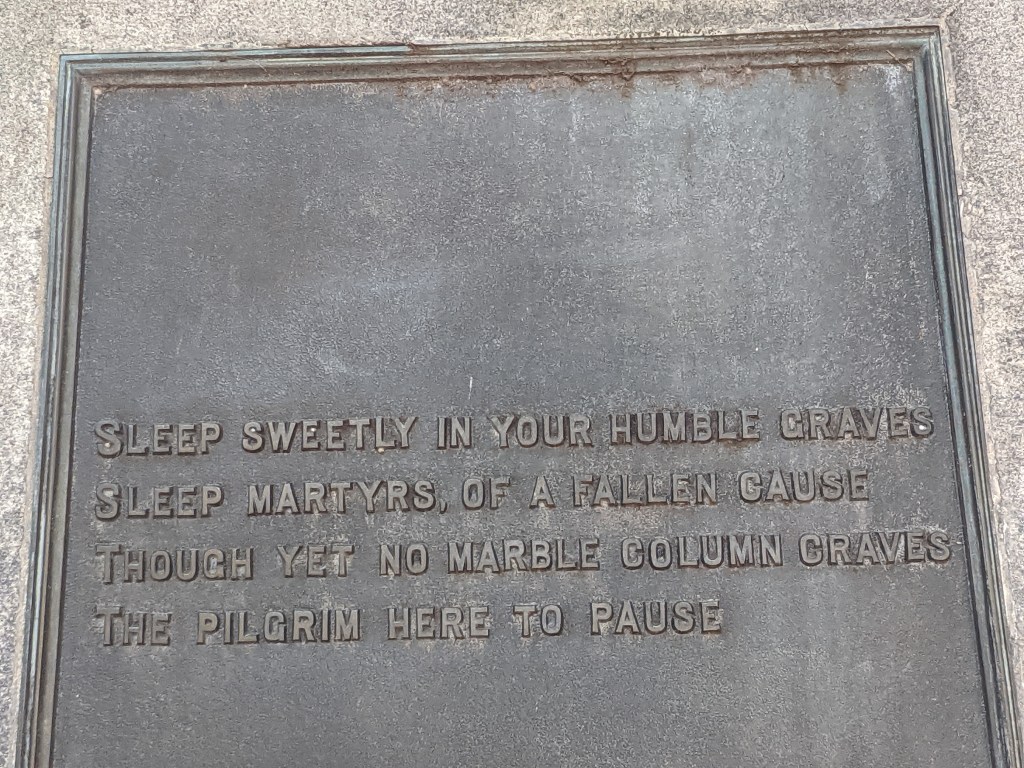 SLEEP SWEETLY IN YOUR HUMBLE GRAVES
SLEEP MARTYRS, OF A FALLEN CAUSE
THOUGH YET NO MARBLE COLUMN CRAVES
THE PILGRIM HERE TO PAUSE